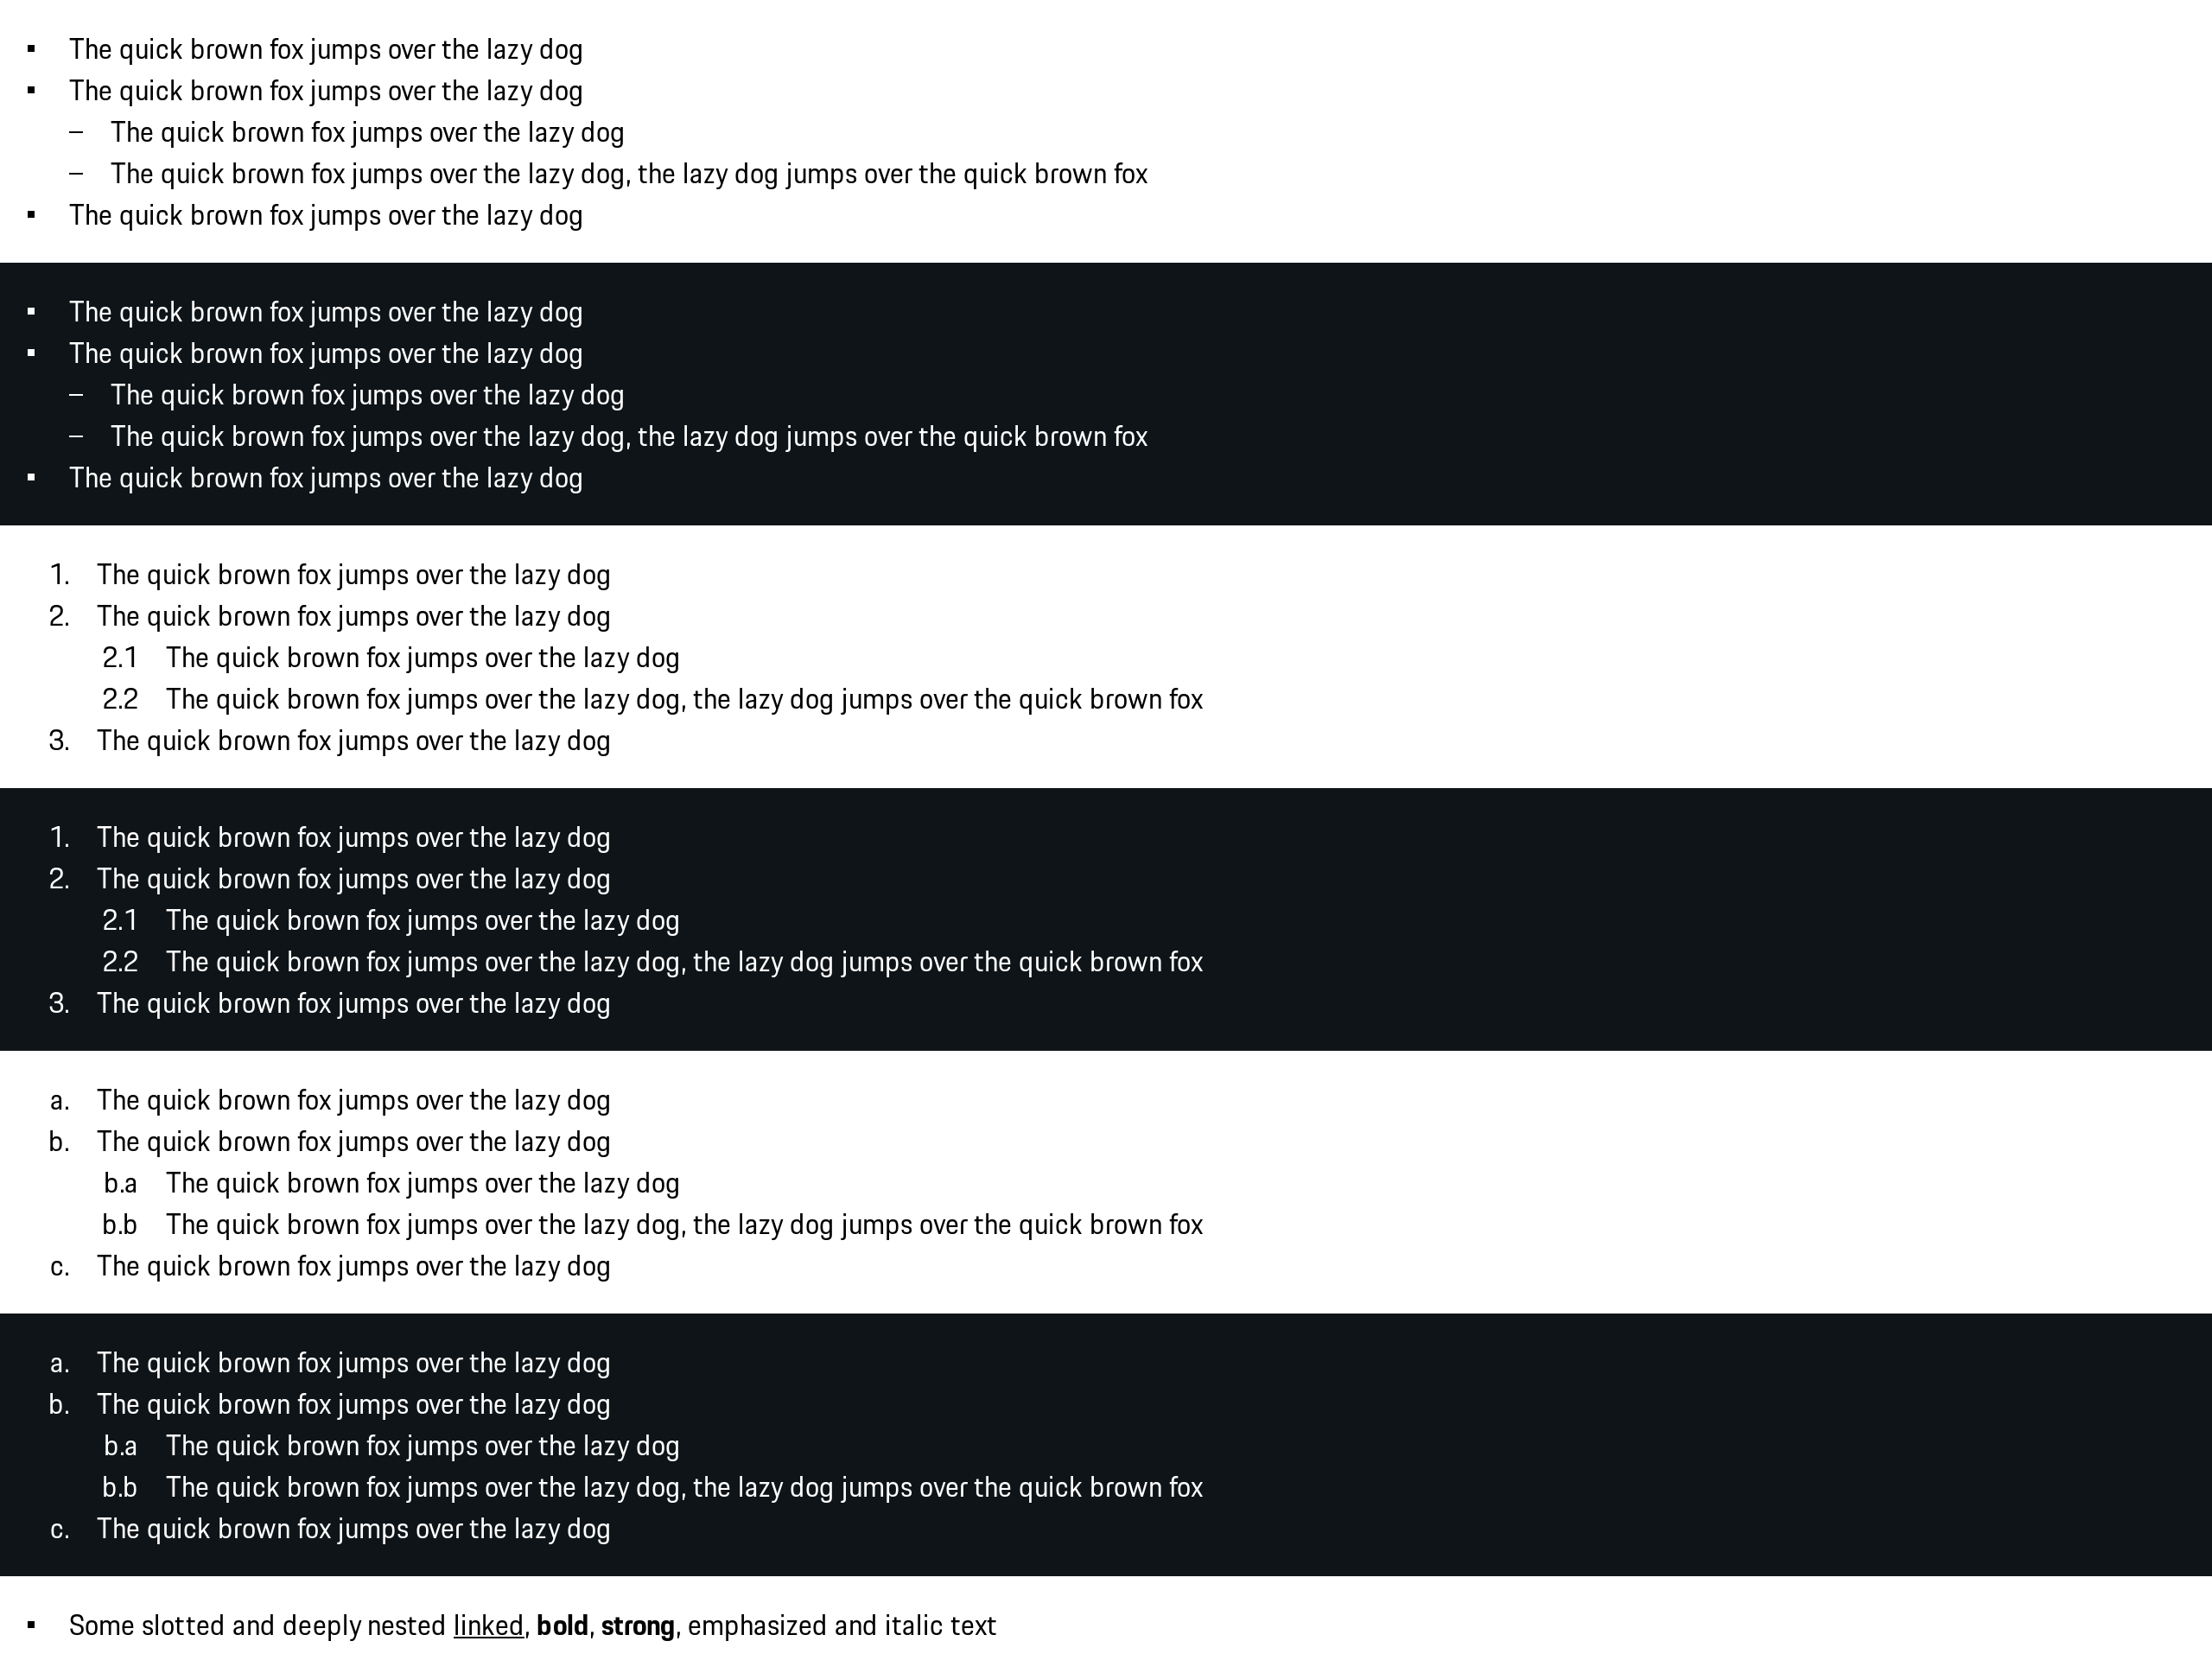 ▪ The quick brown fox jumps over the lazy dog
▪ The quick brown fox jumps over the lazy dog
– The quick brown fox jumps over the lazy dog
– The quick brown fox jumps over the lazy dog, the lazy dog jumps over the quick brown fox
▪ The quick brown fox jumps over the lazy dog
▪ The quick brown fox jumps over the lazy dog
▪ The quick brown fox jumps over the lazy dog
– The quick brown fox jumps over the lazy dog
– The quick brown fox jumps over the lazy dog, the lazy dog jumps over the quick brown fox
▪ The quick brown fox jumps over the lazy dog
1. The quick brown fox jumps over the lazy dog
2. The quick brown fox jumps over the lazy dog
2.1 The quick brown fox jumps over the lazy dog
2.2 The quick brown fox jumps over the lazy dog, the lazy dog jumps over the quick brown fox
3. The quick brown fox jumps over the lazy dog
1. The quick brown fox jumps over the lazy dog
2. The quick brown fox jumps over the lazy dog
2.1 The quick brown fox jumps over the lazy dog
2.2 The quick brown fox jumps over the lazy dog, the lazy dog jumps over the quick brown fox
3. The quick brown fox jumps over the lazy dog
a. The quick brown fox jumps over the lazy dog
b. The quick brown fox jumps over the lazy dog
b.a The quick brown fox jumps over the lazy dog
b.b The quick brown fox jumps over the lazy dog, the lazy dog jumps over the quick brown fox
c. The quick brown fox jumps over the lazy dog
a. The quick brown fox jumps over the lazy dog
b. The quick brown fox jumps over the lazy dog
b.a The quick brown fox jumps over the lazy dog
b.b The quick brown fox jumps over the lazy dog, the lazy dog jumps over the quick brown fox
c. The quick brown fox jumps over the lazy dog
▪ Some slotted and deeply nested linked, bold, strong, emphasized and italic text